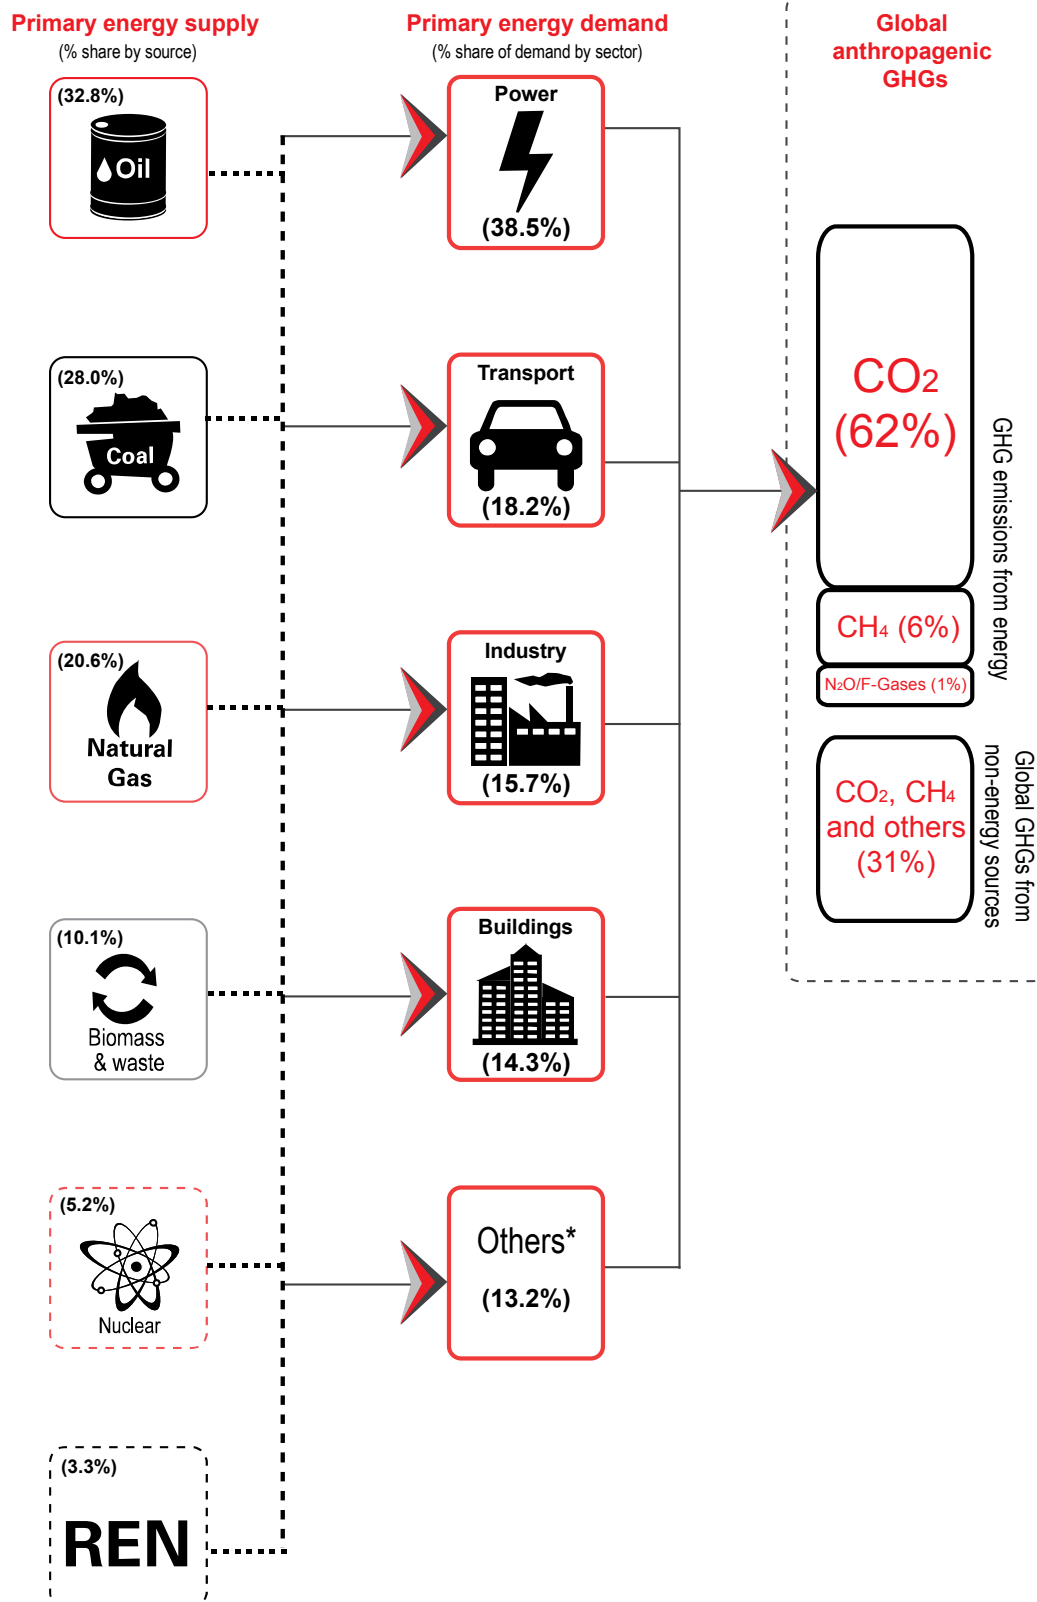 Primary energy supply
(% share by source)
(32.8%)
Oil
(28.0%)
Coal
(20.6%)
Natural
Gas
(10.1%)
Biomass
& waste
(5.2%)
Nuclear
(3.3%)
REN
Primary energy demand
(% share of demand by sector)
Power
(38.5%)
Transport
(18.2%)
Industry
(15.7%)
Buildings
(14.3%)
Others*
(13.2%)
Global
anthropagenic
GHGs
CO2
(62%)
CH4 (6%)
N2O/F-Gases (1%)
GHG emissions from energy
CO2, CH4
and others
(31%)
Global GHGs from
non-energy sources